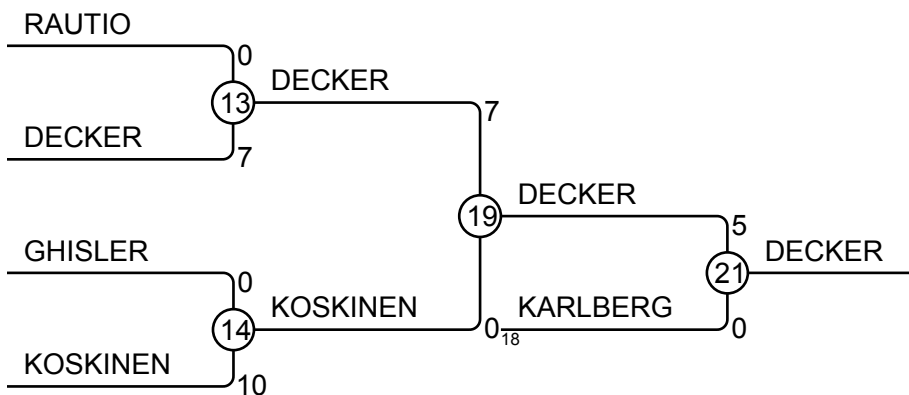 RAUTIO
0
13
DECKER
7
DECKER
7
19
DECKER
5
21
DECKER
GHISLER
0
14
KOSKINEN
0
18
KARLBERG
0
KOSKINEN
10